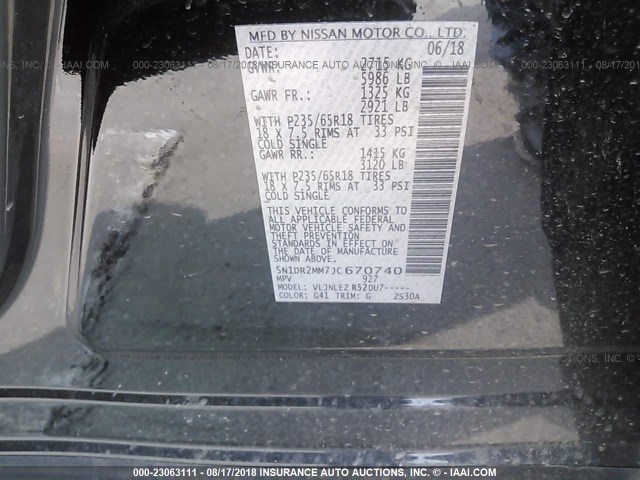 MFD BY NISSAN MOTOR CO., LTD.
DATE: 06/18
GVWR: 2715 KG
5986 LB
GAWR FR.: 1325 KG
2921 LB
WITH P235/65R18 TIRES
18 X 7.5 RIMS AT 33 PSI
COLD SINGLE
GAWR RR.: 1415 KG
3120 LB
WITH P235/65R18 TIRES
18 X 7.5 RIMS AT 33 PSI
COLD SINGLE
THIS VEHICLE CONFORMS TO
ALL APPLICABLE FEDERAL
MOTOR VEHICLE SAFETY AND
THEFT PREVENTION
STANDARDS IN EFFECT ON
THE DATE OF MANUFACTURE
SHOWN ABOVE.
5N1DR2MM7JC670740
MPV 927
MODEL: VLJNLEZ R52DU7-----
COLOR: G41 TRIM: G 2530A
000-23063111 - 08/17/2018 INSURANCE AUTO AUCTIONS, INC. - © - IAAI.COM